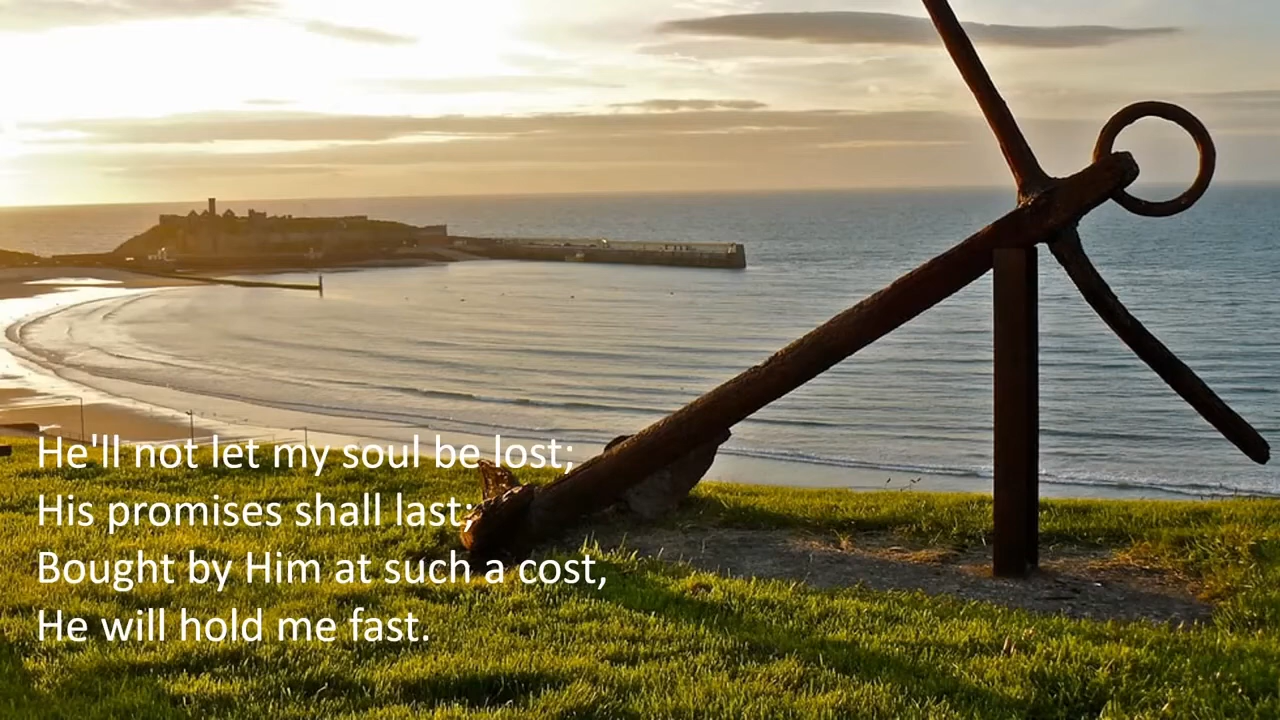 He'll not let my soul be lost;
His promises shall last;
Bought by Him at such a cost,
He will hold me fast.